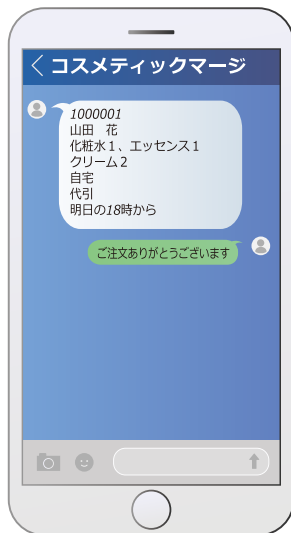 コスメティックマージ
1000001
山田　花
化粧水１、エッセンス１
クリーム２
自宅
代引
明日の18時から
ご注文ありがとうございます